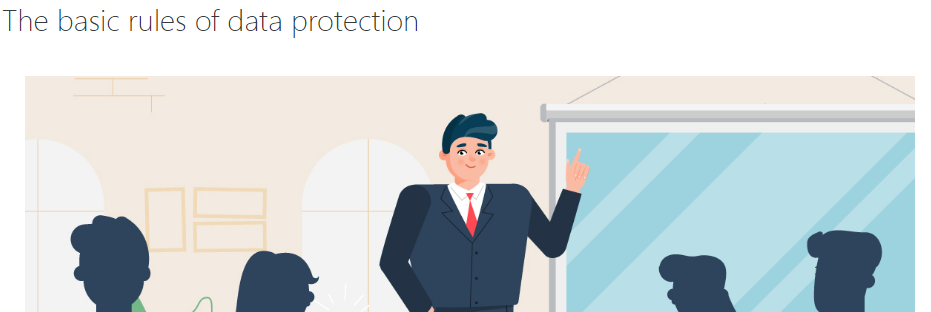 The basic rules of data protection